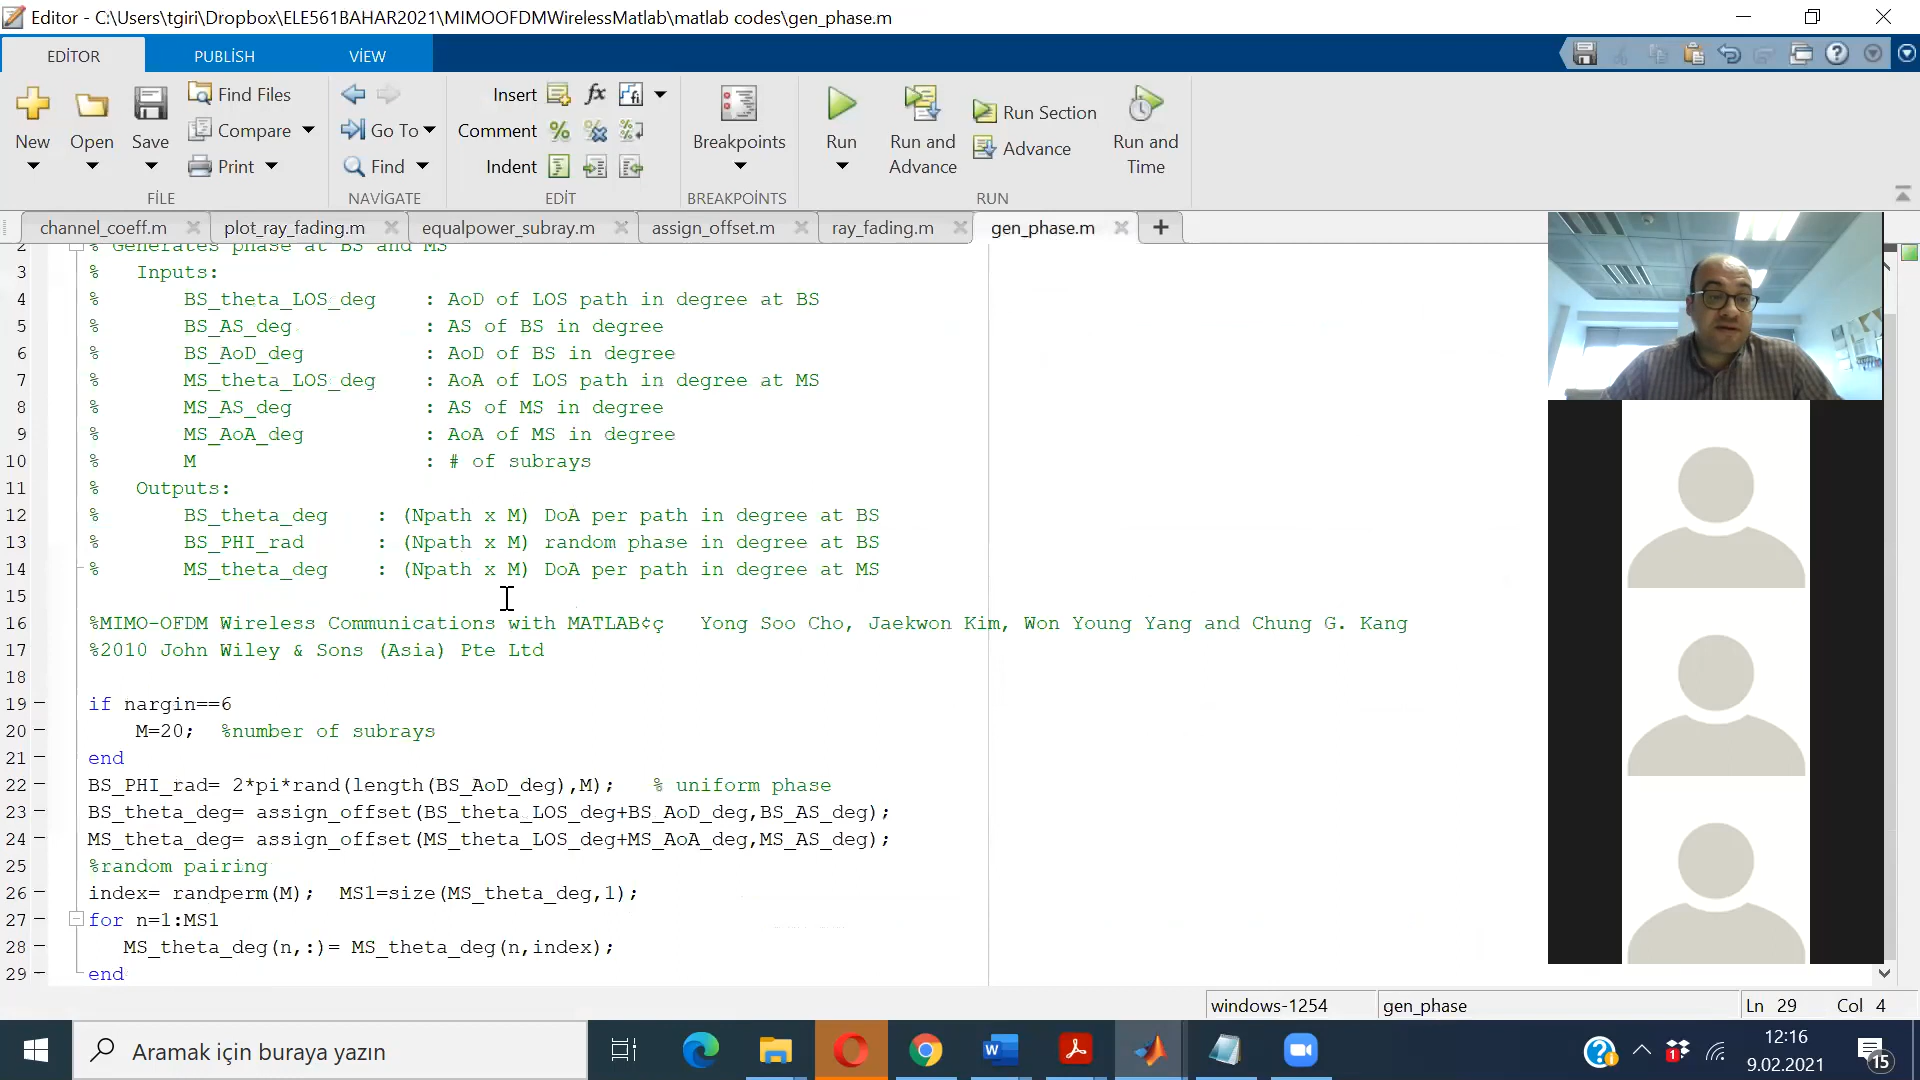 Editor - C:\Users\tgiri\Dropbox\ELE561BAHAR2021\MIMOOFDMWirelessMatlab\matlab codes\gen_phase.m
EDİTOR PUBLİSH VİEW
New Open Save Find Files Compare Print
Insert fx Comment Indent Go To Find
Breakpoints Run Run and Advance Run Section Advance Run and Time
FİLE NAVİGATE EDİT BREAKPOİNTS RUN
channel_coeff.m plot_ray_fading.m equalpower_subray.m assign_offset.m ray_fading.m gen_phase.m
2 % Generates phase at BS and MS
3 % Inputs:
4 % BS_theta_LOS_deg : AoD of LOS path in degree at BS
5 % BS_AS_deg : AS of BS in degree
6 % BS_AoD_deg : AoD of BS in degree
7 % MS_theta_LOS_deg : AoA of LOS path in degree at MS
8 % MS_AS_deg : AS of MS in degree
9 % MS_AoA_deg : AoA of MS in degree
10 % M : # of subrays
11 % Outputs:
12 % BS_theta_deg : (Npath x M) DoA per path in degree at BS
13 % BS_PHI_rad : (Npath x M) random phase in degree at BS
14 % MS_theta_deg : (Npath x M) DoA per path in degree at MS
15
16 %MIMO-OFDM Wireless Communications with MATLAB¢ç Yong Soo Cho, Jaekwon Kim, Won Young Yang and Chung G. Kang
17 %2010 John Wiley & Sons (Asia) Pte Ltd
18
19 if nargin==6
20 M=20; %number of subrays
21 end
22 BS_PHI_rad= 2*pi*rand(length(BS_AoD_deg),M); % uniform phase
23 BS_theta_deg= assign_offset(BS_theta_LOS_deg+BS_AoD_deg,BS_AS_deg);
24 MS_theta_deg= assign_offset(MS_theta_LOS_deg+MS_AoA_deg,MS_AS_deg);
25 %random pairing
26 index= randperm(M); MS1=size(MS_theta_deg,1);
27 for n=1:MS1
28 MS_theta_deg(n,:)= MS_theta_deg(n,index);
29 end
windows-1254 gen_phase Ln 29 Col 4
Aramak için buraya yazın
12:16
9.02.2021
15
1